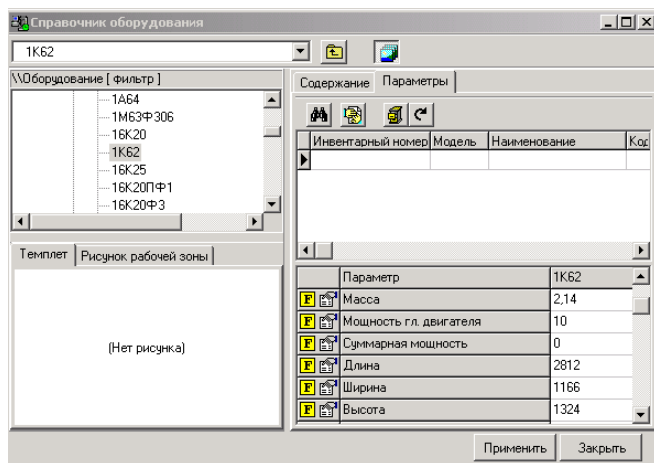 Справочник оборудования
1К62
\\Оборудование [ фильтр ]
1А64
1М63Ф306
16К20
1К62
16К25
16К20ПФ1
16К20Ф3
Темплет Рисунок рабочей зоны
(Нет рисунка)
Содержание Параметры
Инвентарный номер Модель Наименование Кос
Параметр 1К62
F Масса 2,14
F Мощность гл. двигателя 10
F Суммарная мощность 0
F Длина 2812
F Ширина 1166
F Высота 1324
Применить Закрыть